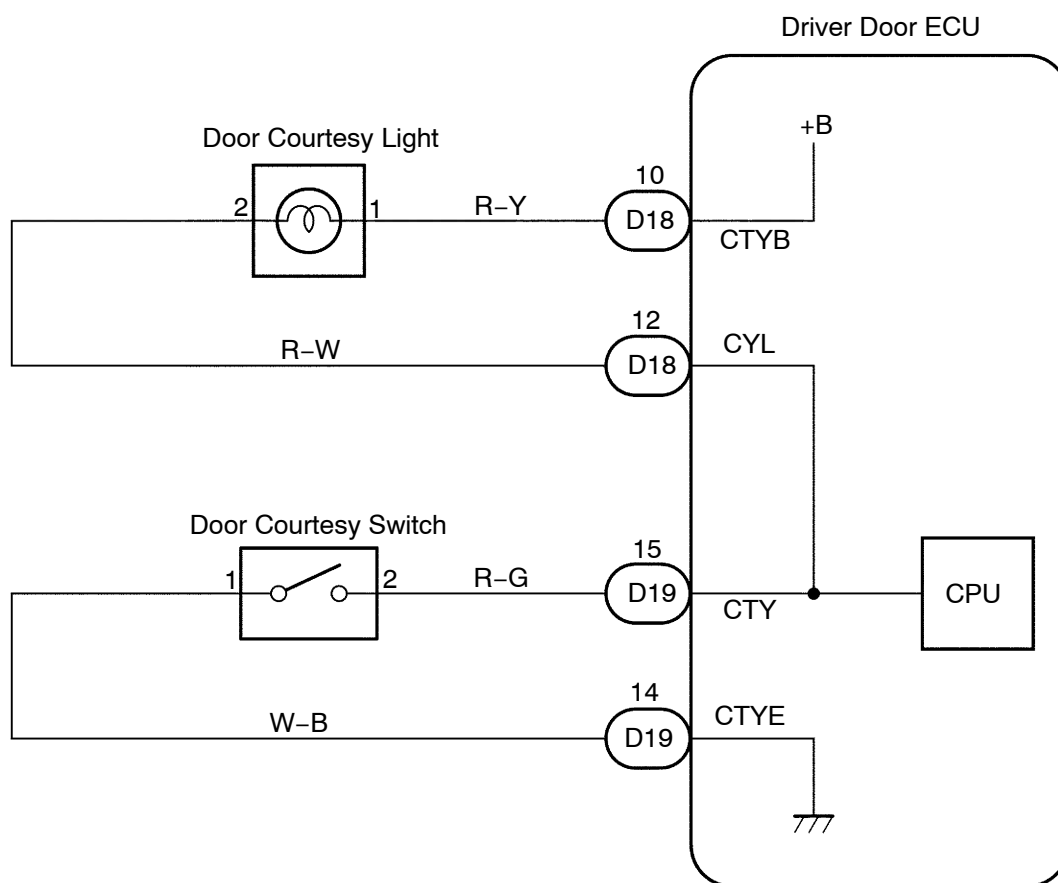 Driver Door ECU
+B
Door Courtesy Light
2
1
R−Y
10
D18
CTYB
R−W
12
D18
CYL
Door Courtesy Switch
1
2
R−G
15
D19
CTY
CPU
W−B
14
D19
CTYE